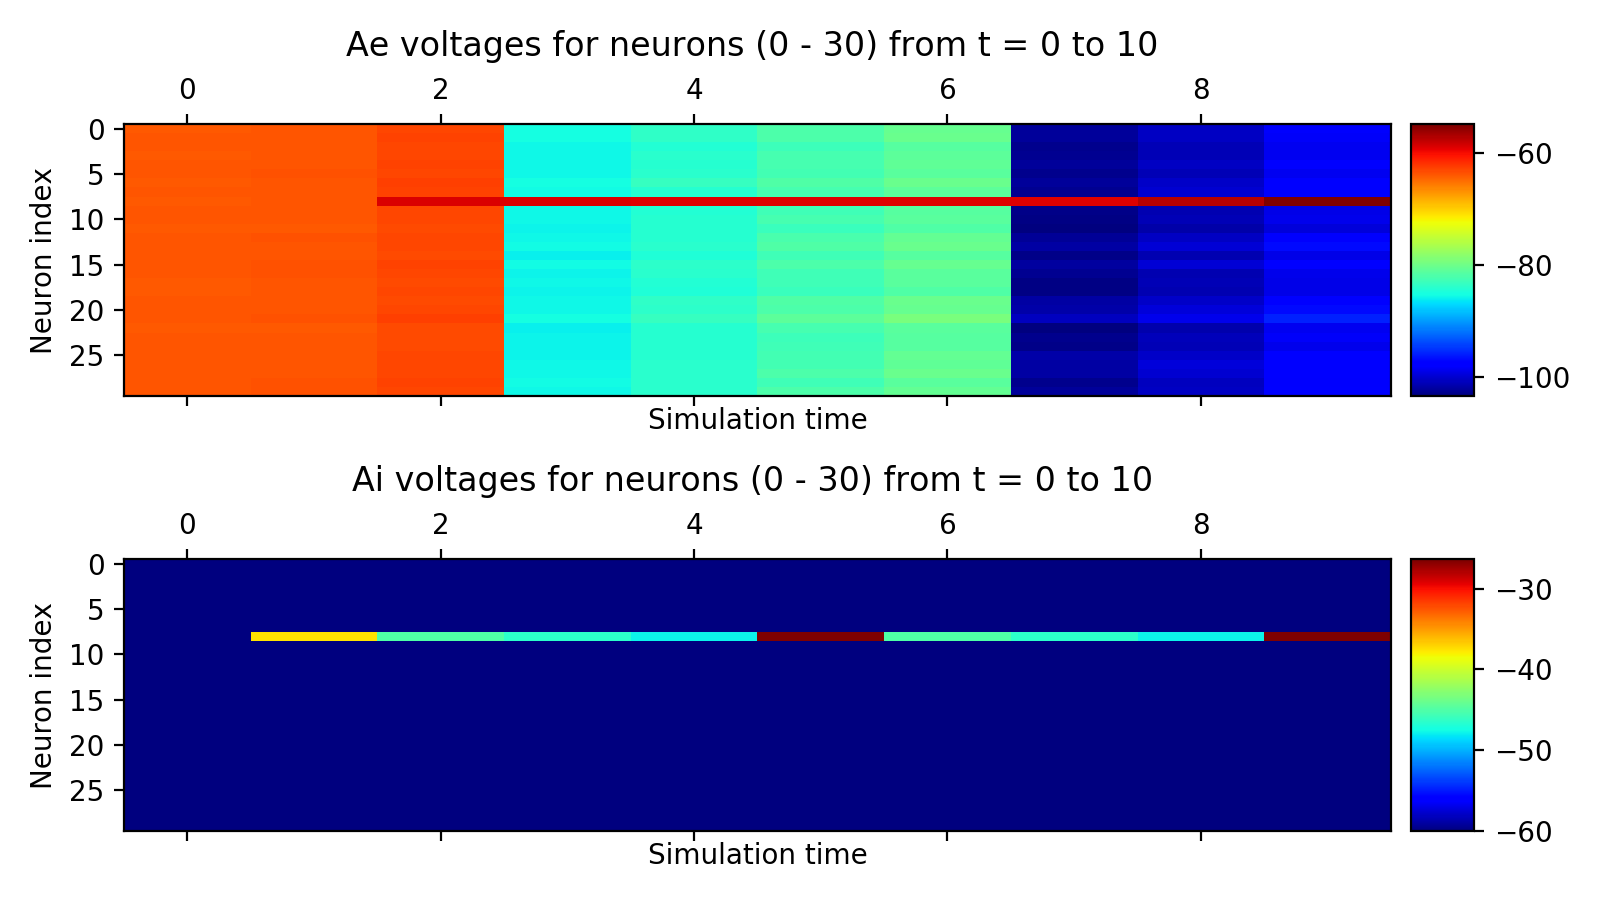 Ae voltages for neurons (0 - 30) from t = 0 to 10
0 2 4 6 8
0
5
10
15
20
25
Neuron index
Simulation time
−60
−80
−100
Ai voltages for neurons (0 - 30) from t = 0 to 10
0 2 4 6 8
0
5
10
15
20
25
Neuron index
Simulation time
−30
−40
−50
−60